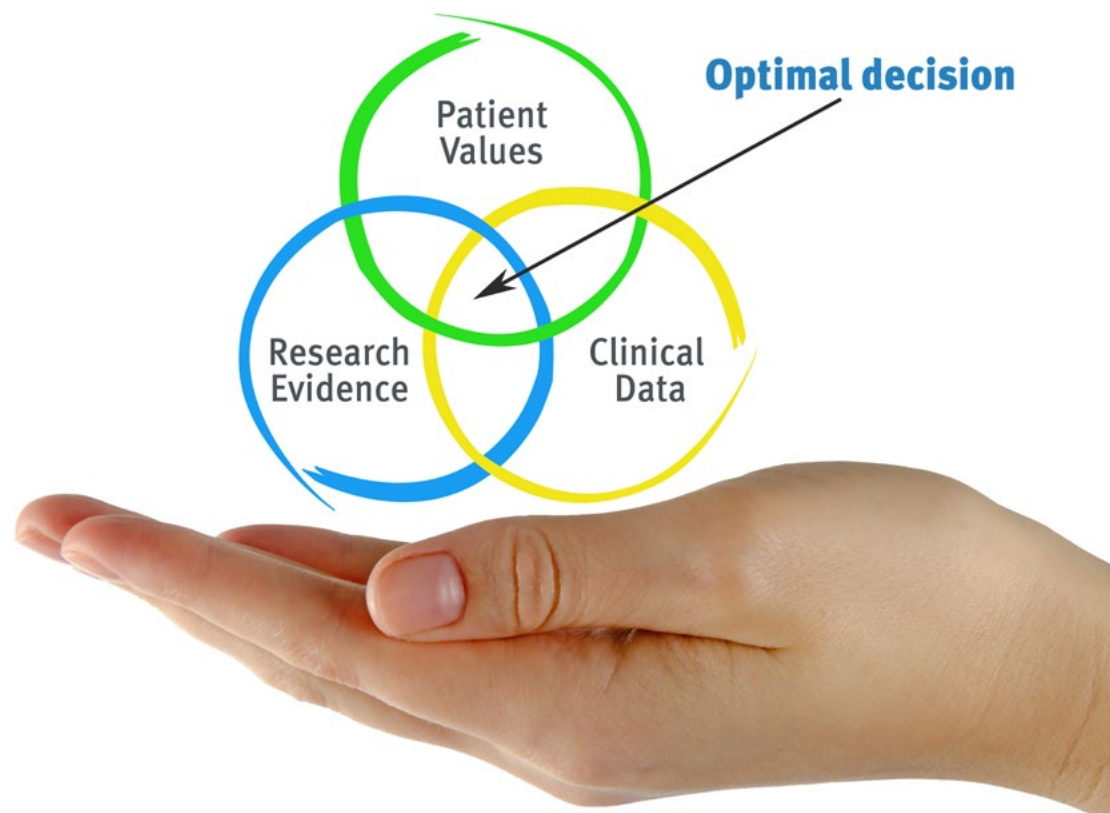 Optimal decision
Patient
Values
Research
Evidence
Clinical
Data